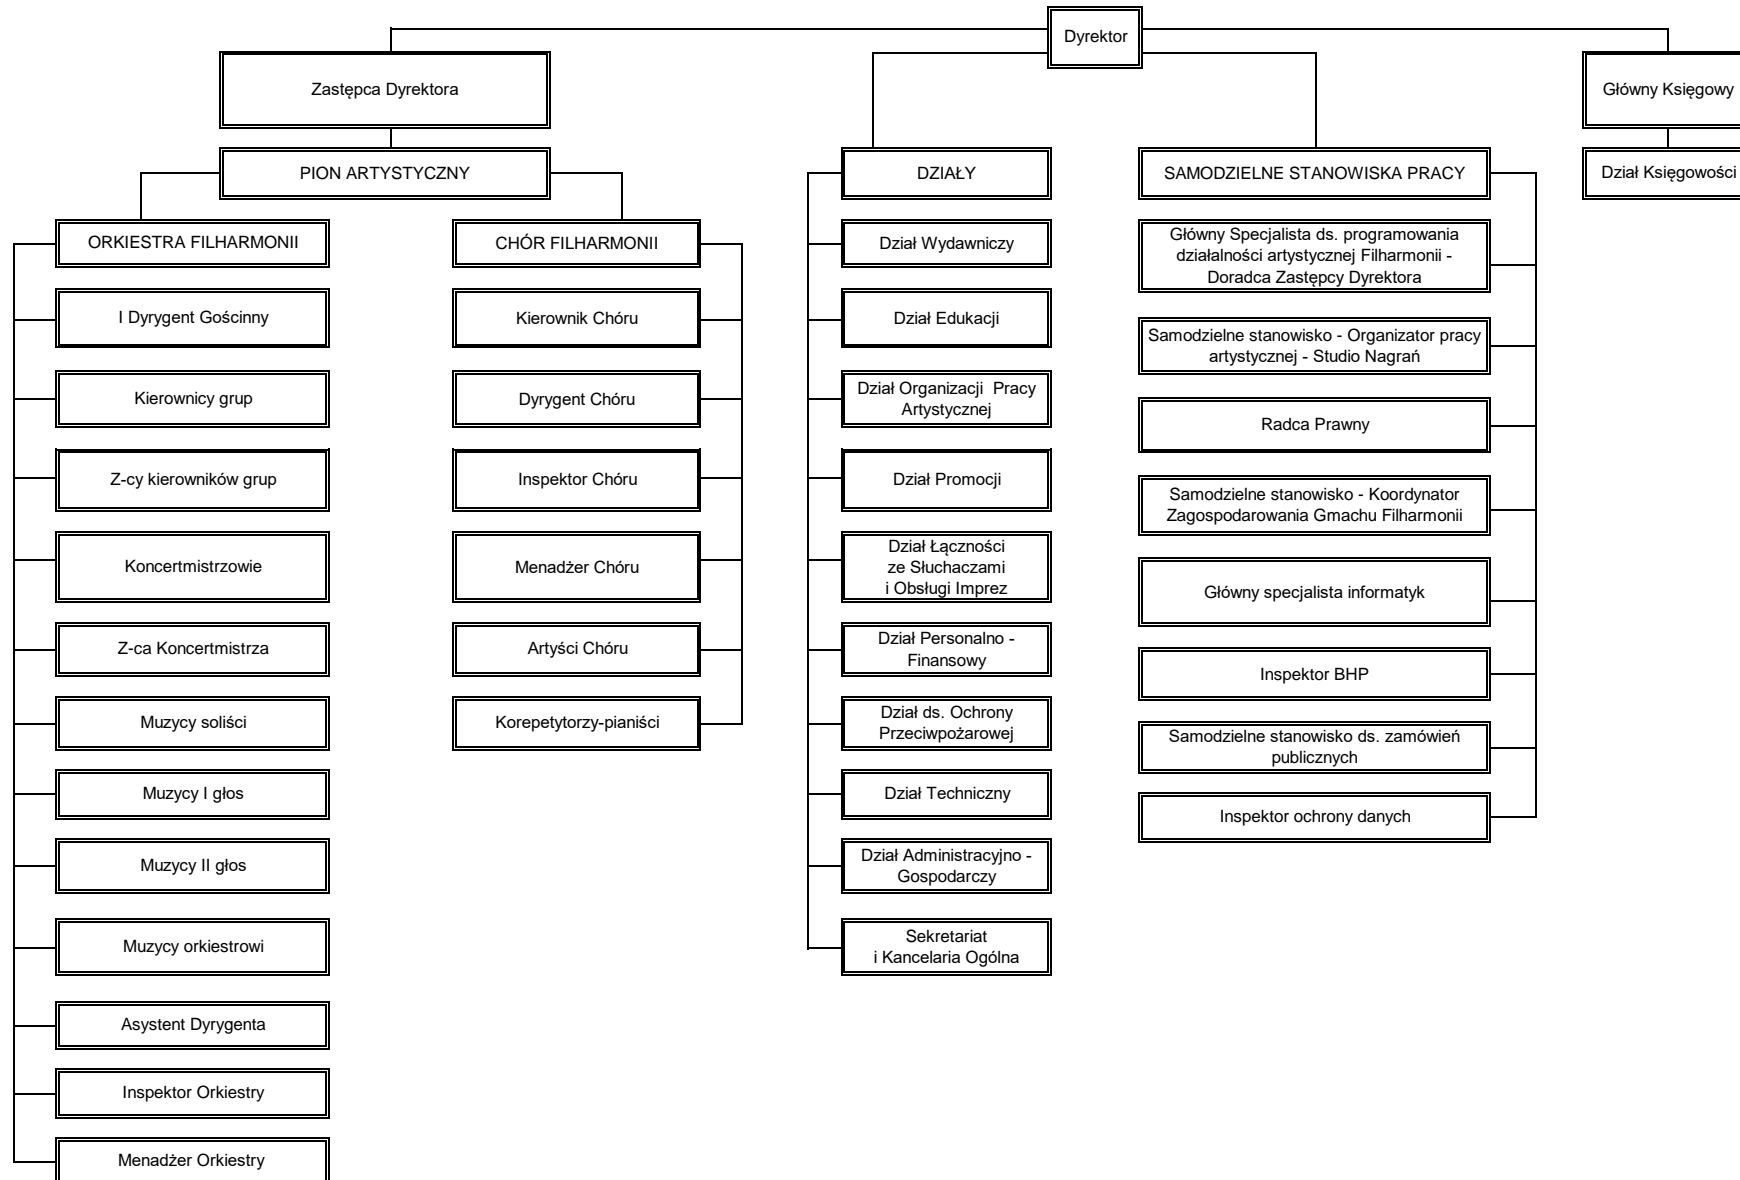 Dyrektor
Zastępca Dyrektora
Główny Księgowy
PION ARTYSTYCZNY
DZIAŁY
SAMODZIELNE STANOWISKA PRACY
Dział Księgowości
ORKIESTRA FILHARMONII
I Dyrygent Gościnny
Kierownicy grup
Z-cy kierowników grup
Koncertmistrzowie
Z-ca Koncertmistrza
Muzycy soliści
Muzycy I głos
Muzycy II głos
Muzycy orkiestrowi
Asystent Dyrygenta
Inspektor Orkiestry
Menadżer Orkiestry
CHÓR FILHARMONII
Kierownik Chóru
Dyrygent Chóru
Inspektor Chóru
Menadżer Chóru
Artyści Chóru
Korepetytorzy-pianiści
Dział Wydawniczy
Dział Edukacji
Dział Organizacji Pracy
Artystycznej
Dział Promocji
Dział Łączności
ze Słuchaczami
i Obsługi Imprez
Dział Personalno -
Finansowy
Dział ds. Ochrony
Przeciwpożarowej
Dział Techniczny
Dział Administracyjno -
Gospodarczy
Sekretariat
i Kancelaria Ogólna
Główny Specjalista ds. programowania
działalności artystycznej Filharmonii -
Doradca Zastępcy Dyrektora
Samodzielne stanowisko - Organizator pracy
artystycznej - Studio Nagrań
Radca Prawny
Samodzielne stanowisko - Koordynator
Zagospodarowania Gmachu Filharmonii
Główny specjalista informatyk
Inspektor BHP
Samodzielne stanowisko ds. zamówień
publicznych
Inspektor ochrony danych